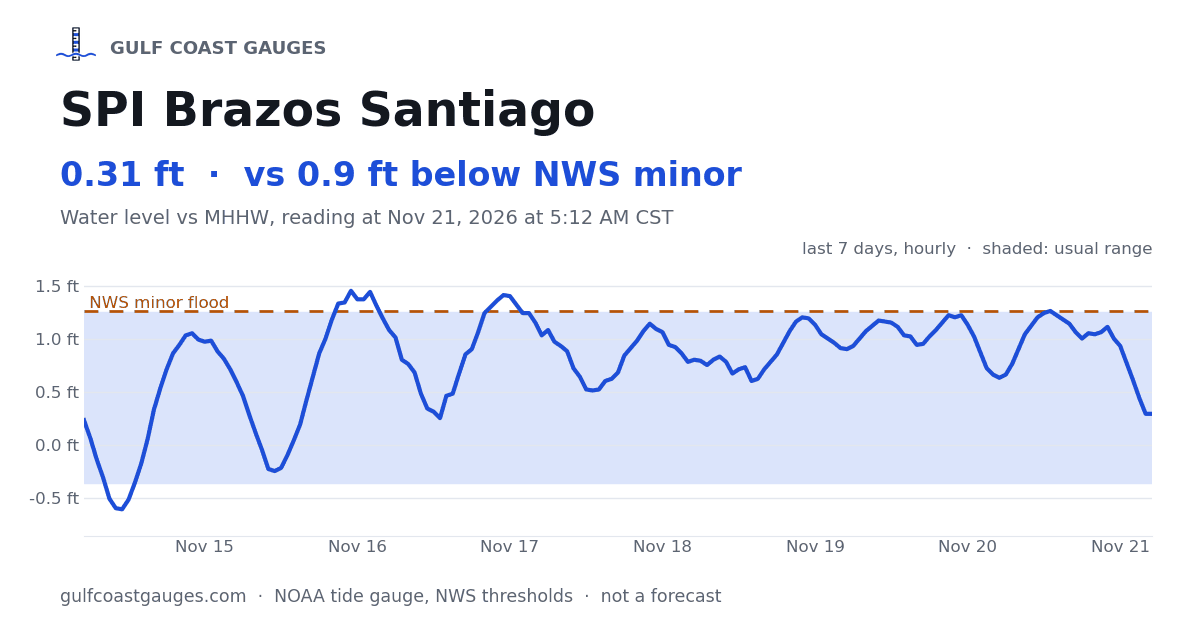 GULF COAST GAUGES
SPI Brazos Santiago
0.31 ft · vs 0.9 ft below NWS minor
Water level vs MHHW, reading at Nov 21, 2026 at 5:12 AM CST
last 7 days, hourly · shaded: usual range
1.5 ft
NWS minor flood
1.0 ft
0.5 ft
0.0 ft
-0.5 ft
Nov 15 Nov 16 Nov 17 Nov 18 Nov 19 Nov 20 Nov 21
gulfcoastgauges.com · NOAA tide gauge, NWS thresholds · not a forecast